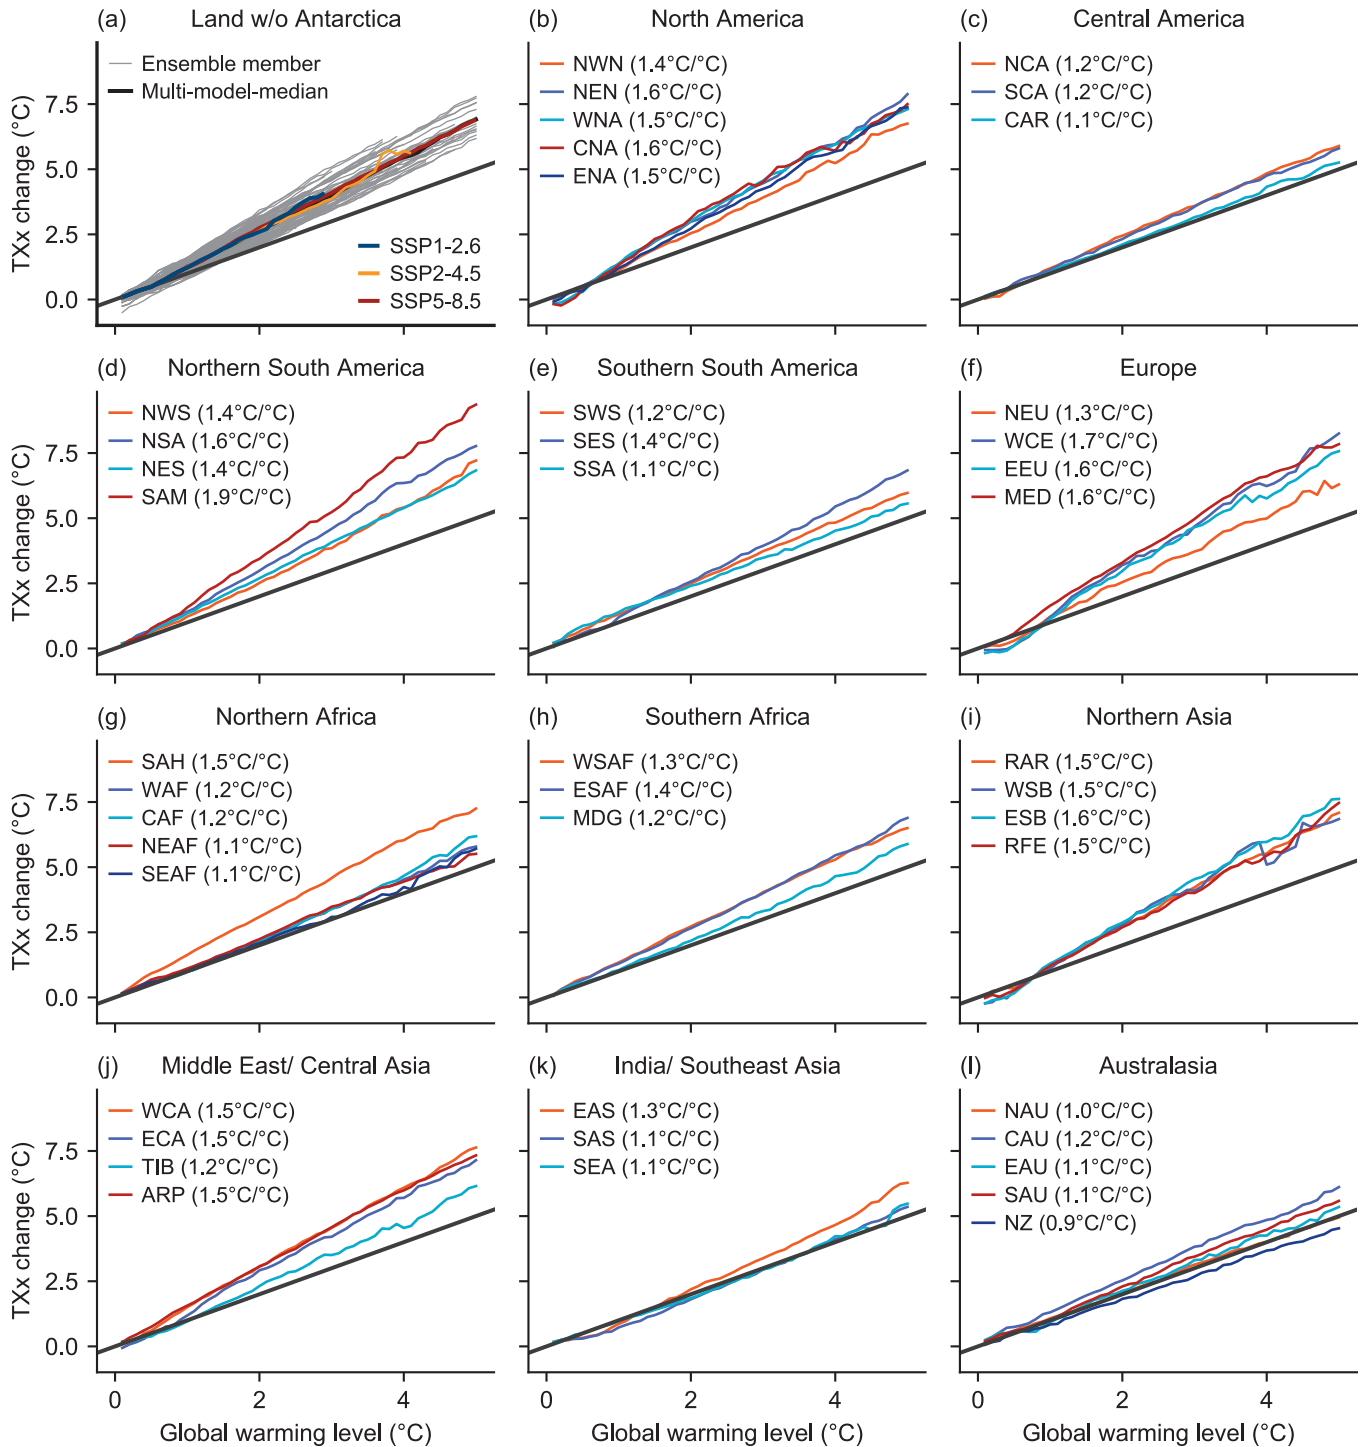 (a) Land w/o Antarctica
Ensemble member
Multi-model-median
SSP1-2.6
SSP2-4.5
SSP5-8.5
TXx change (°C)
7.5
5.0
2.5
0.0
(b) North America
NWN (1.4°C/°C)
NEN (1.6°C/°C)
WNA (1.5°C/°C)
CNA (1.6°C/°C)
ENA (1.5°C/°C)
(c) Central America
NCA (1.2°C/°C)
SCA (1.2°C/°C)
CAR (1.1°C/°C)
(d) Northern South America
NWS (1.4°C/°C)
NSA (1.6°C/°C)
NES (1.4°C/°C)
SAM (1.9°C/°C)
TXx change (°C)
7.5
5.0
2.5
0.0
(e) Southern South America
SWS (1.2°C/°C)
SES (1.4°C/°C)
SSA (1.1°C/°C)
(f) Europe
NEU (1.3°C/°C)
WCE (1.7°C/°C)
EEU (1.6°C/°C)
MED (1.6°C/°C)
(g) Northern Africa
SAH (1.5°C/°C)
WAF (1.2°C/°C)
CAF (1.2°C/°C)
NEAF (1.1°C/°C)
SEAF (1.1°C/°C)
TXx change (°C)
7.5
5.0
2.5
0.0
(h) Southern Africa
WSAF (1.3°C/°C)
ESAF (1.4°C/°C)
MDG (1.2°C/°C)
(i) Northern Asia
RAR (1.5°C/°C)
WSB (1.5°C/°C)
ESB (1.6°C/°C)
RFE (1.5°C/°C)
(j) Middle East/ Central Asia
WCA (1.5°C/°C)
ECA (1.5°C/°C)
TIB (1.2°C/°C)
ARP (1.5°C/°C)
TXx change (°C)
7.5
5.0
2.5
0.0
0 2 4
Global warming level (°C)
(k) India/ Southeast Asia
EAS (1.3°C/°C)
SAS (1.1°C/°C)
SEA (1.1°C/°C)
0 2 4
Global warming level (°C)
(l) Australasia
NAU (1.0°C/°C)
CAU (1.2°C/°C)
EAU (1.1°C/°C)
SAU (1.1°C/°C)
NZ (0.9°C/°C)
0 2 4
Global warming level (°C)